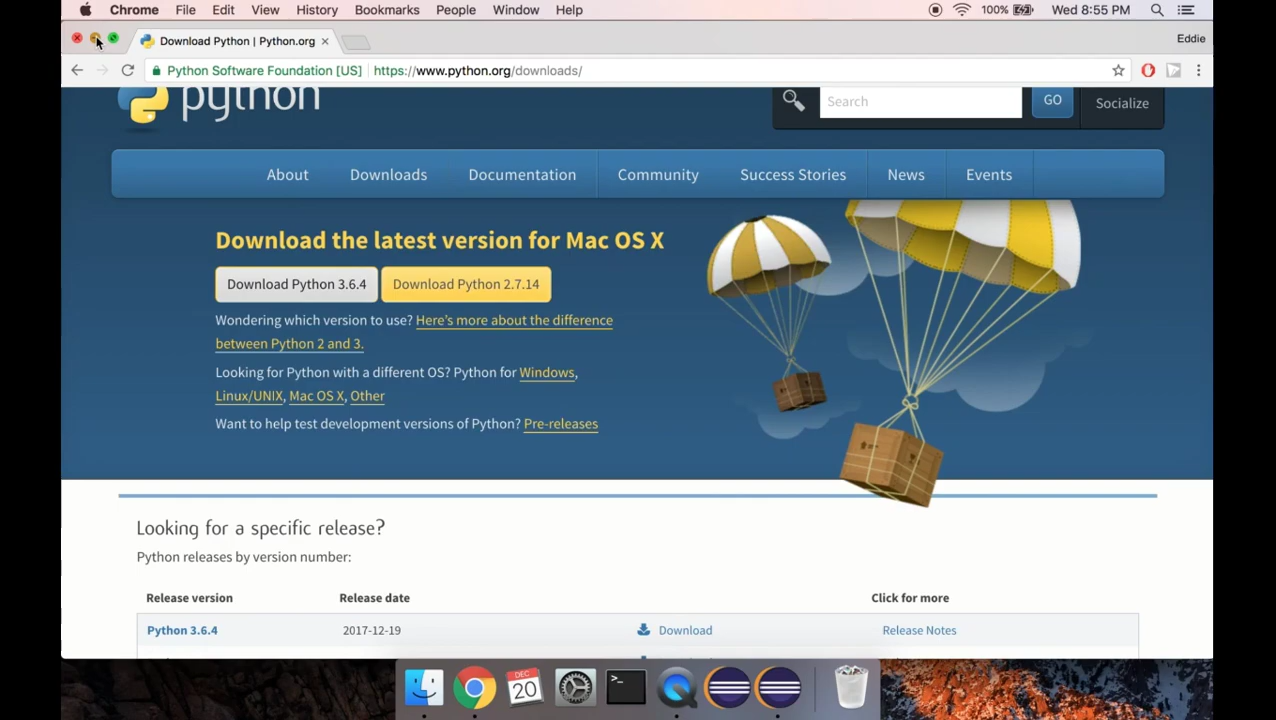 Chrome File Edit View History Bookmarks People Window Help 100% Wed 8:55 PM
Download Python | Python.org Eddie
Python Software Foundation [US] https://www.python.org/downloads/
python Search GO Socialize
About Downloads Documentation Community Success Stories News Events
Download the latest version for Mac OS X
Download Python 3.6.4 Download Python 2.7.14
Wondering which version to use? Here's more about the difference
between Python 2 and 3.
Looking for Python with a different OS? Python for Windows,
Linux/UNIX, Mac OS X, Other
Want to help test development versions of Python? Pre-releases
Looking for a specific release?
Python releases by version number:
Release version Release date Click for more
Python 3.6.4 2017-12-19 Download Release Notes
DEC
20
>_